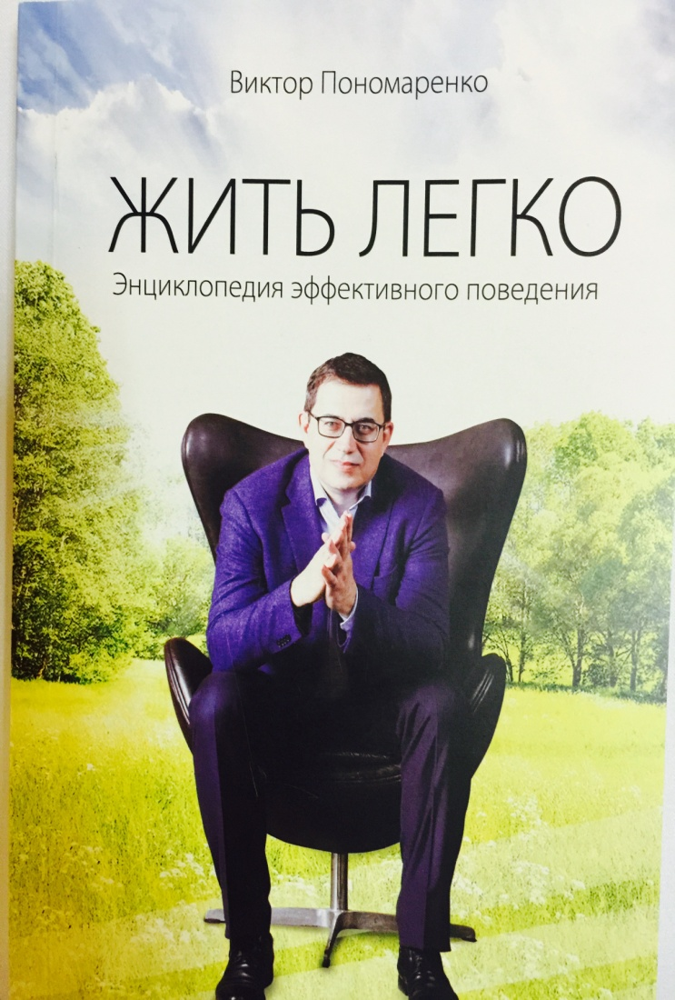 Виктор Пономаренко
ЖИТЬ ЛЕГКО
Энциклопедия эффективного поведения